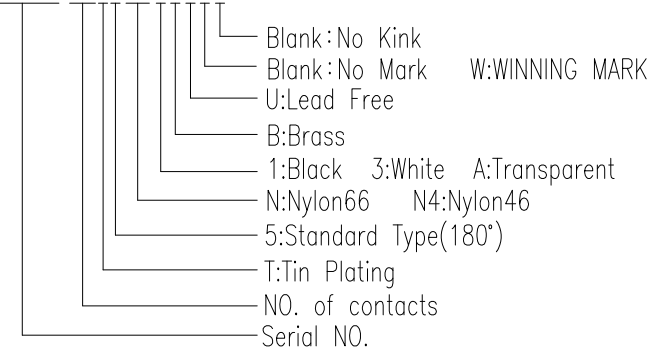 Blank:No Kink
Blank:No Mark W:WINNING MARK
U:Lead Free
B:Brass
1:Black 3:White A:Transparent
N:Nylon66 N4:Nylon46
5:Standard Type(180°)
T:Tin Plating
NO. of contacts
Serial NO.